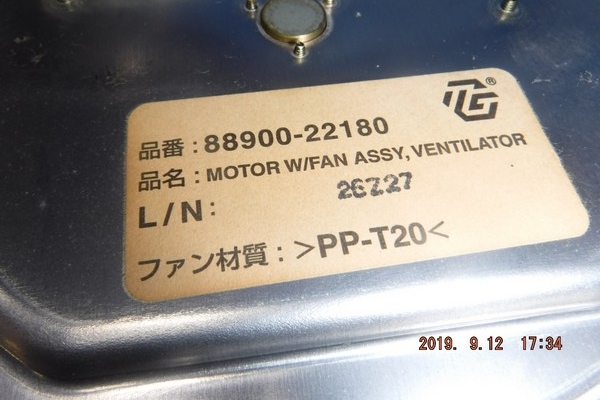 ®
品番 : 88900-22180
品名 : MOTOR W/FAN ASSY, VENTILATOR
L/N : 26Z27
ファン材質 : >PP-T20<
2019. 9.12 17:34